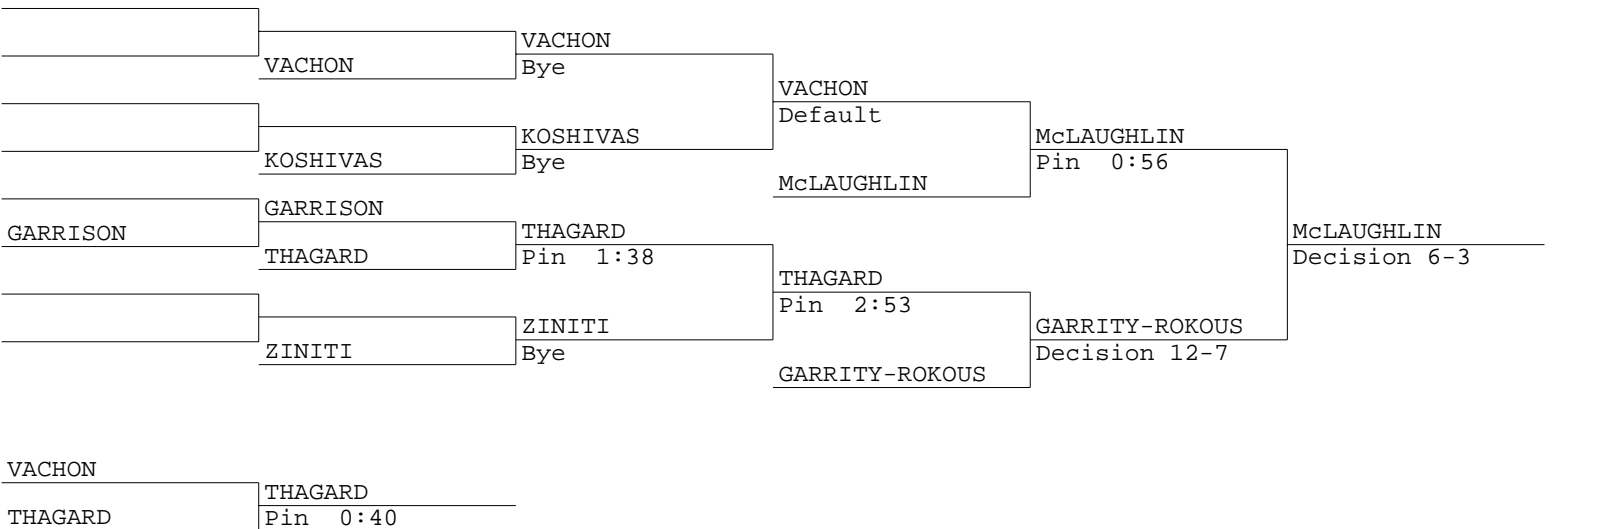 VACHON
VACHON
Bye
VACHON
Default
KOSHIVAS
KOSHIVAS
Bye
McLAUGHLIN
McLAUGHLIN
Pin 0:56
GARRISON
GARRISON
THAGARD
THAGARD
Pin 1:38
McLAUGHLIN
Decision 6-3
THAGARD
Pin 2:53
ZINITI
ZINITI
Bye
GARRITY-ROKOUS
GARRITY-ROKOUS
Decision 12-7
VACHON
THAGARD
THAGARD
Pin 0:40